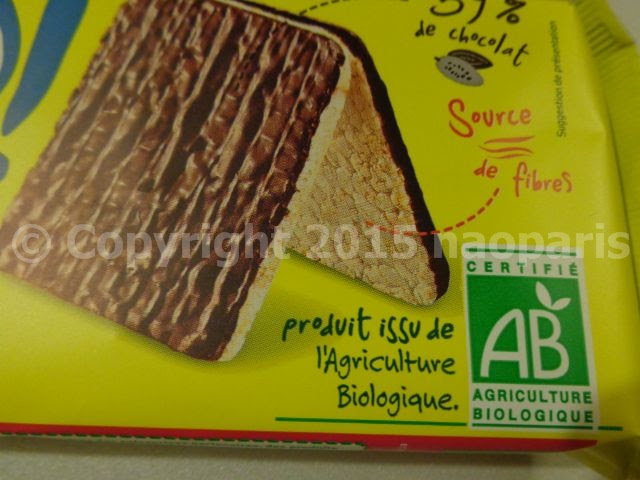 de chocolat
Source
de fibres
Suggestion de présentation
© Copyright 2015 naoparis
produit issu de
l'Agriculture
Biologique.
CERTIFIÉ
AB
AGRICULTURE
BIOLOGIQUE